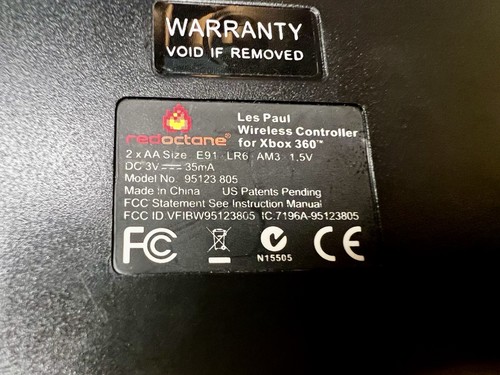 WARRANTY
VOID IF REMOVED
redoctane®
Les Paul
Wireless Controller
for Xbox 360™
2 x AA Size E91 LR6 AM3 1.5V
DC 3V 35mA
Model No. 95123.805
Made in China US Patents Pending
FCC Statement See Instruction Manual
FCC ID:VFIBW95123805 IC:7196A-95123805
FC
N15505
CE